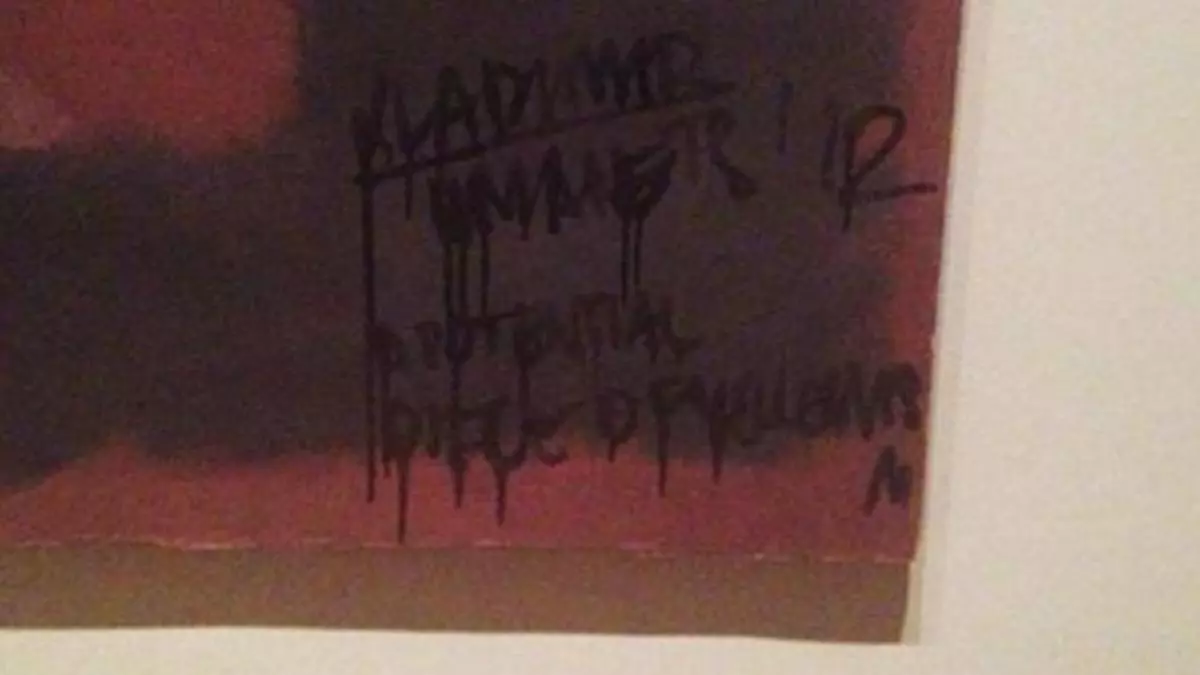 VLADIMIR
UMANETS '12
A POTENTIAL
PIECE OF YELLOWIS
M